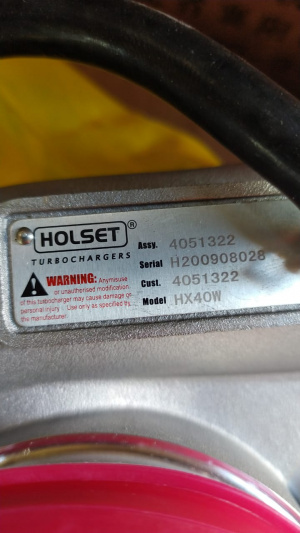 HOLSET®
TURBOCHARGERS
WARNING: Any misuse
or unauthorised modification
of this turbocharger may cause damage or
personal injury. Use only as specified by
the manufacturer.
Assy. 4051322
Serial H200908028
Cust. 4051322
Model HX40W